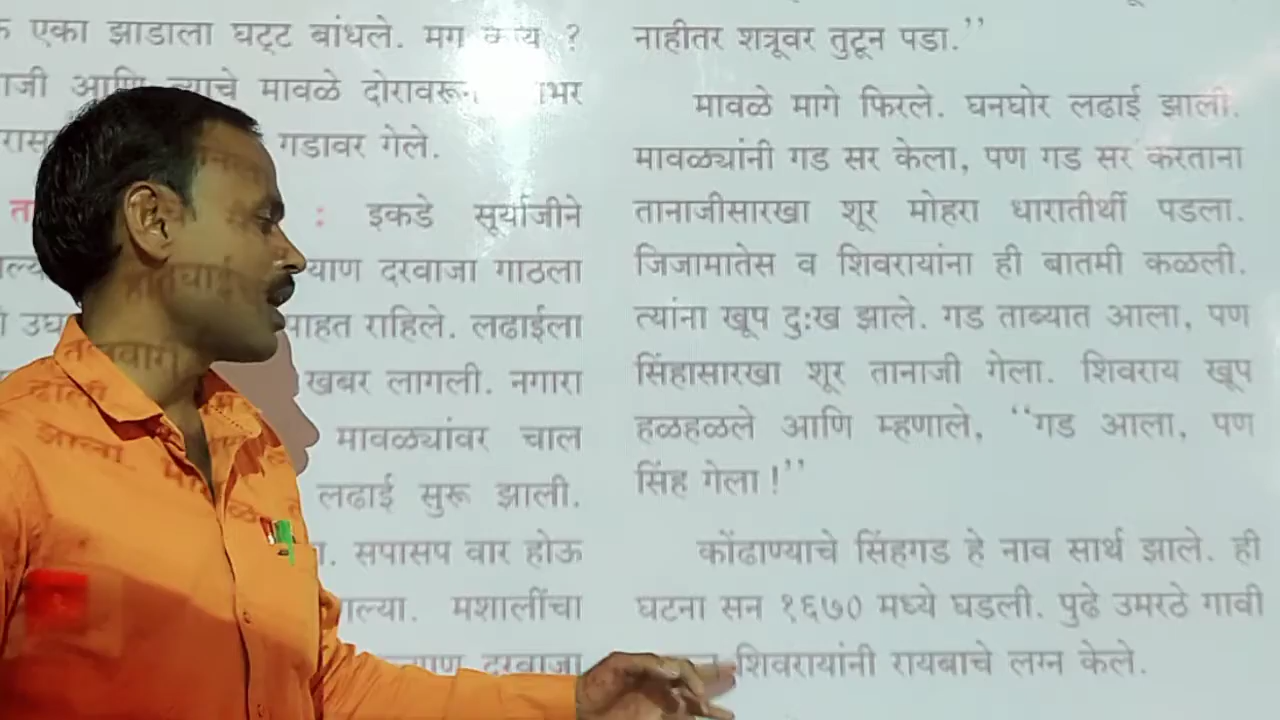 एका झाडाला घट्ट बांधले. मग ?
आणि मावळे दोरावरून
गडावर गेले.
: इकडे सूर्याजीने
दरवाजा गाठला
पाहत राहिले. लढाईला
खबर लागली. नगारा
मावळ्यांवर चाल
लढाई सुरू झाली.
सपासप वार होऊ
मशालींचा
दरवाजा
नाहीतर शत्रूवर तुटून पडा.”
मावळे मागे फिरले. घनघोर लढाई झाली.
मावळ्यांनी गड सर केला, पण गड सर करताना
तानाजीसारखा शूर मोहरा धारातीर्थी पडला.
जिजामातेस व शिवरायांना ही बातमी कळली.
त्यांना खूप दुःख झाले. गड ताब्यात आला, पण
सिंहासारखा शूर तानाजी गेला. शिवराय खूप
हळहळले आणि म्हणाले, “गड आला, पण
सिंह गेला !”
कोंढाण्याचे सिंहगड हे नाव सार्थ झाले. ही
घटना सन १६७० मध्ये घडली. पुढे उमरठे गावी
शिवरायांनी रायबाचे लग्न केले.